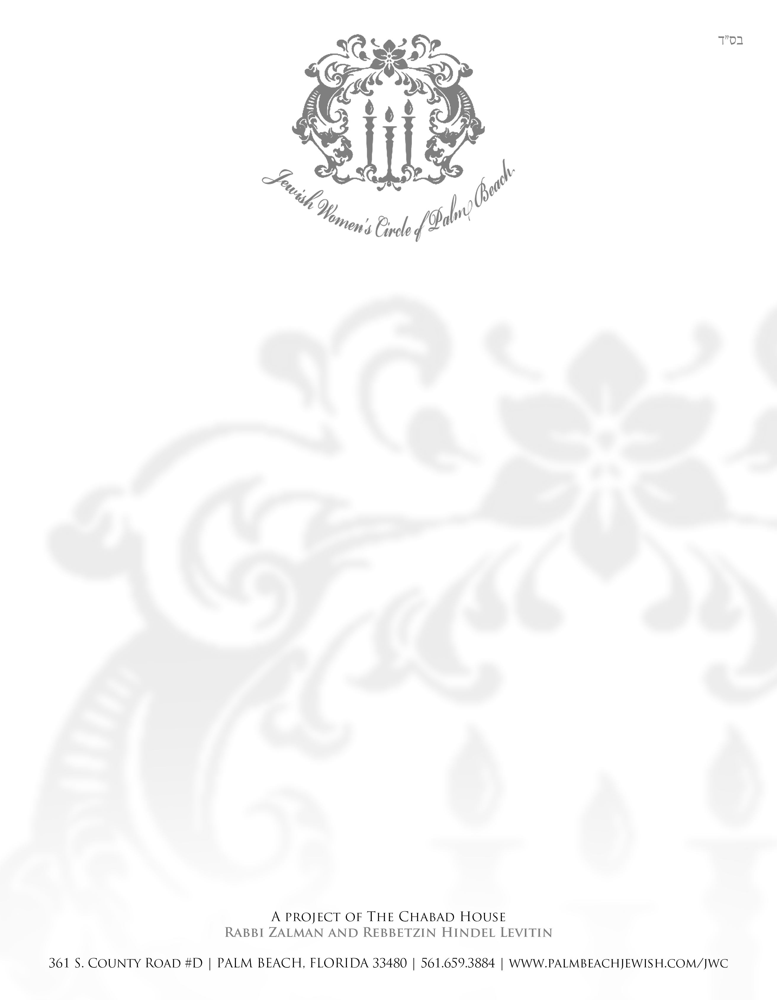 בס"ד
Jewish Women's Circle of Palm Beach
A project of The Chabad House
Rabbi Zalman and Rebbetzin Hindel Levitin
361 S. County Road #D | PALM BEACH, FLORIDA 33480 | 561.659.3884 | www.palmbeachjewish.com/jwc